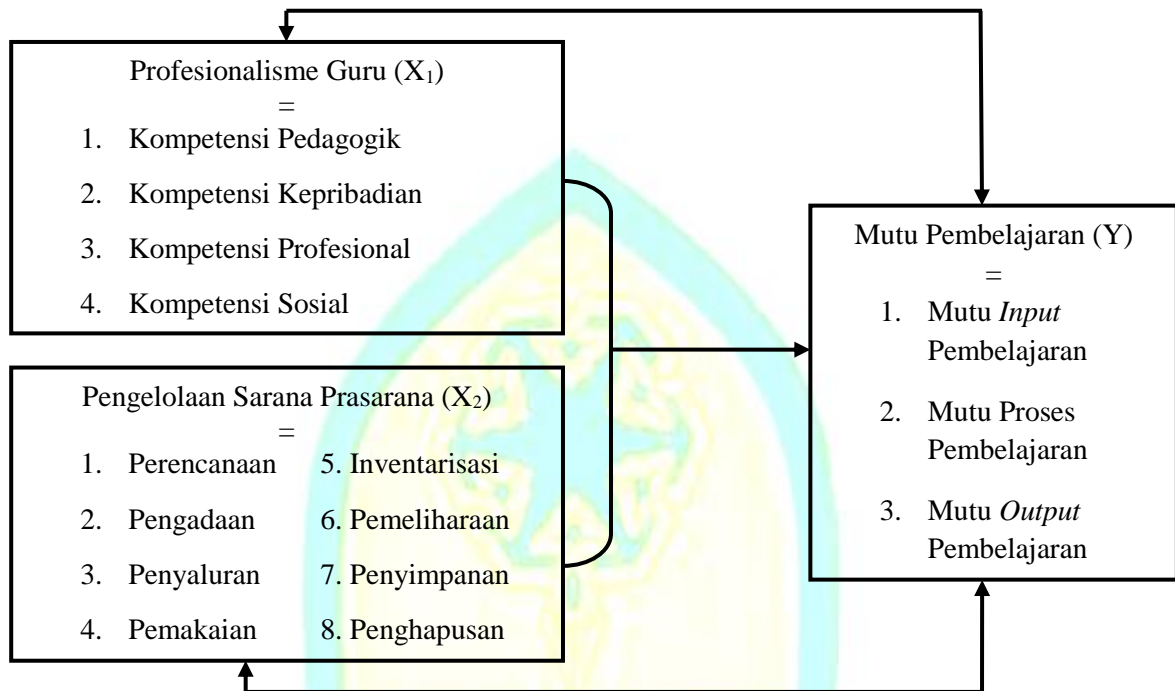 Profesionalisme Guru (X₁)
=
1. Kompetensi Pedagogik
2. Kompetensi Kepribadian
3. Kompetensi Profesional
4. Kompetensi Sosial
Pengelolaan Sarana Prasarana (X₂)
=
1. Perencanaan 5. Inventarisasi
2. Pengadaan 6. Pemeliharaan
3. Penyaluran 7. Penyimpanan
4. Pemakaian 8. Penghapusan
Mutu Pembelajaran (Y)
=
1. Mutu Input
Pembelajaran
2. Mutu Proses
Pembelajaran
3. Mutu Output
Pembelajaran